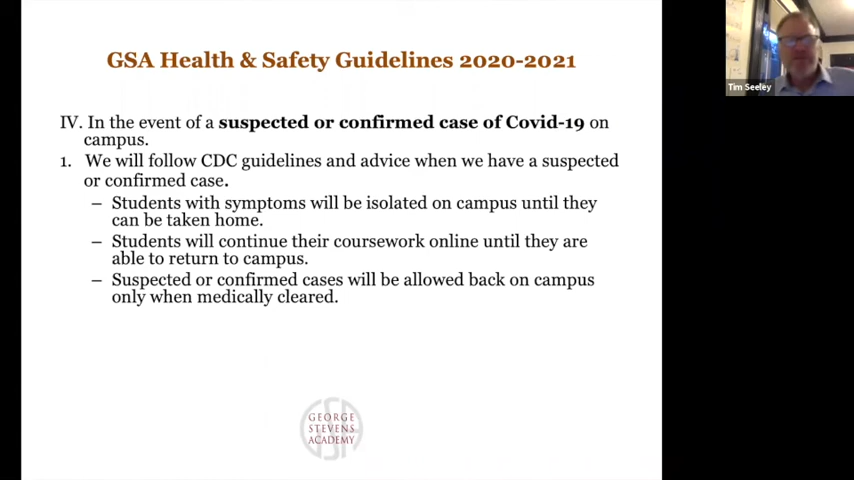 GSA Health & Safety Guidelines 2020-2021
IV. In the event of a suspected or confirmed case of Covid-19 on
campus.
1. We will follow CDC guidelines and advice when we have a suspected
or confirmed case.
– Students with symptoms will be isolated on campus until they
can be taken home.
– Students will continue their coursework online until they are
able to return to campus.
– Suspected or confirmed cases will be allowed back on campus
only when medically cleared.
GEORGE
STEVENS
ACADEMY
Tim Seeley